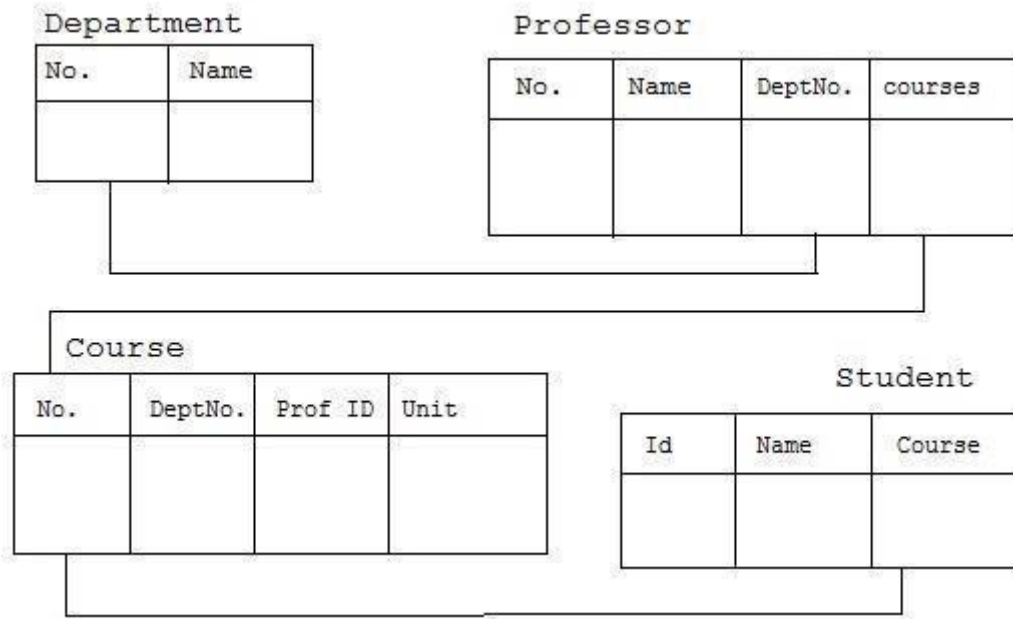 Department
No. Name
Professor
No. Name DeptNo. courses
Course
No. DeptNo. Prof ID Unit
Student
Id Name Course